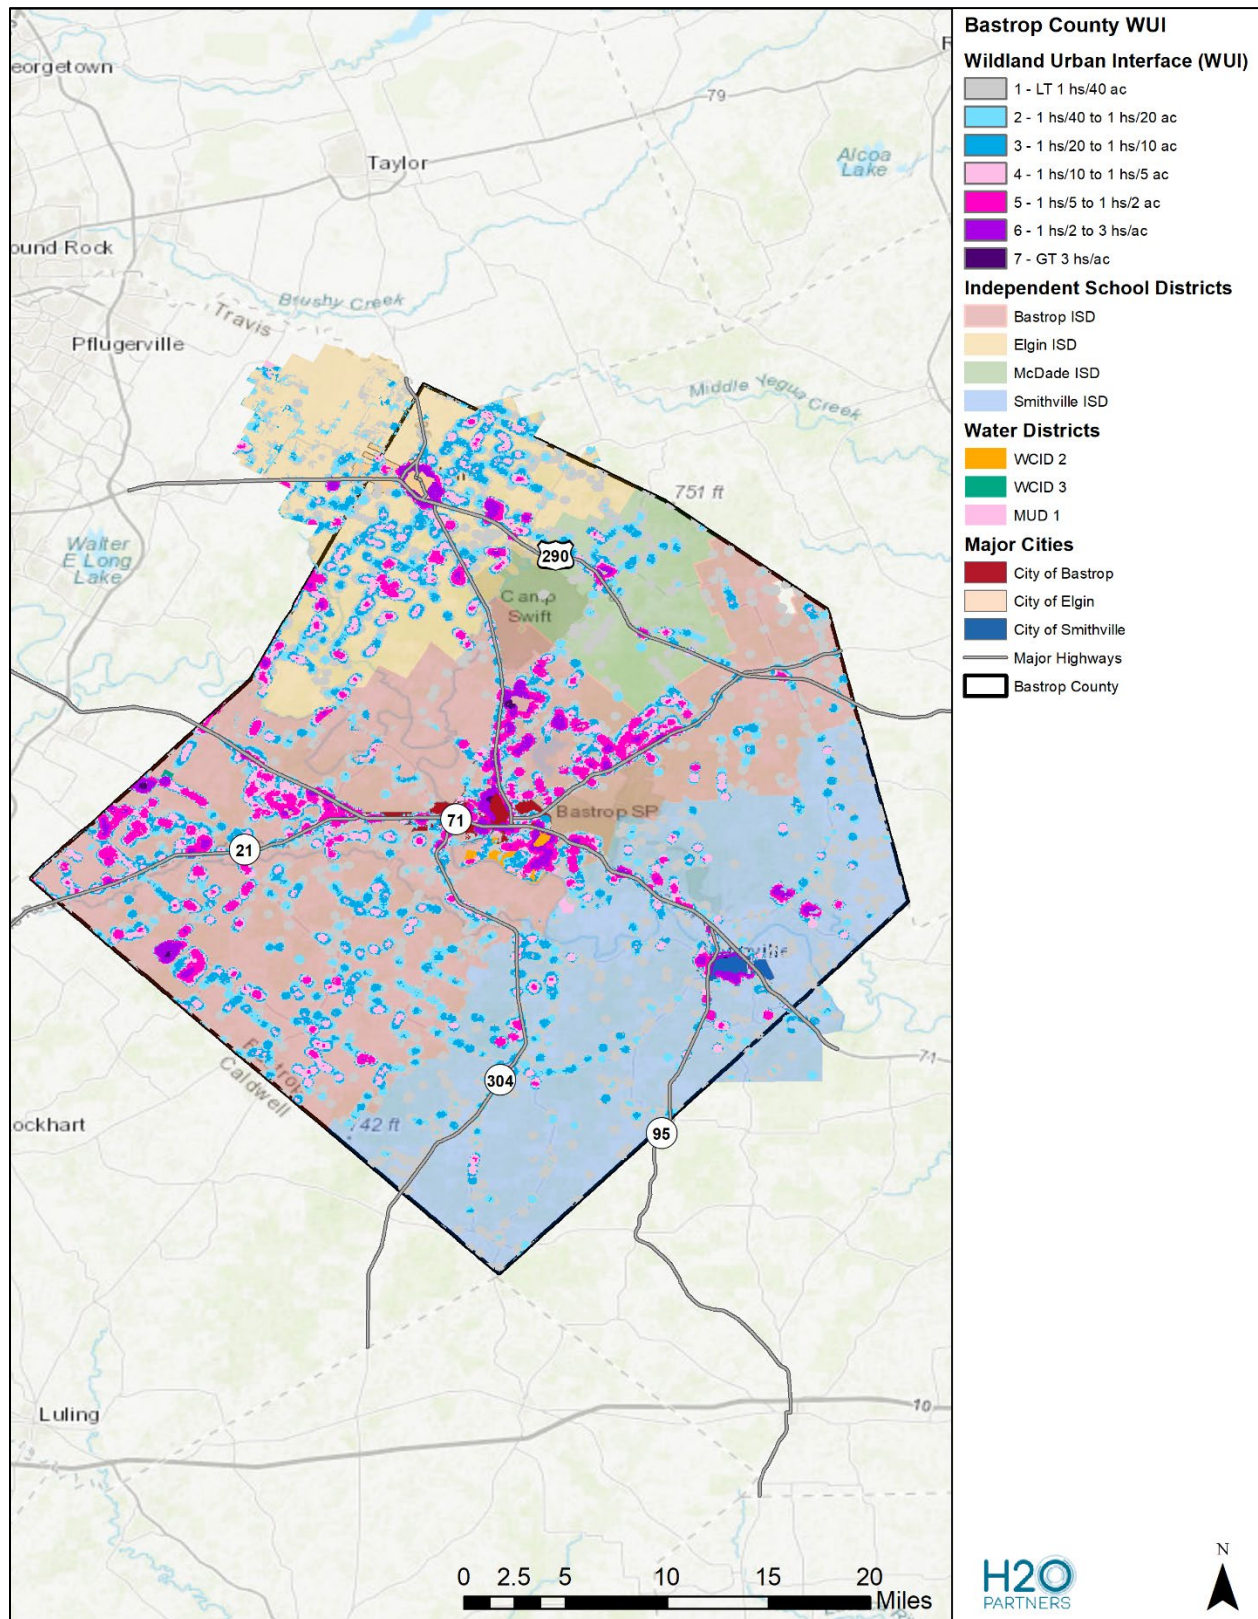 eorgetown
79
Taylor
Alcoa
Lake
ound Rock
Brushy Creek
Travis
Pflugerville
Middle Yegua Creek
751 ft
Walter
E Long
Lake
290
Camp
Swift
Bastrop SP
71
21
ville
71
304
Caldwell
742 ft
ockhart
95
Luling
10
0 2.5 5 10 15 20
Miles
Bastrop County WUI
Wildland Urban Interface (WUI)
1 - LT 1 hs/40 ac
2 - 1 hs/40 to 1 hs/20 ac
3 - 1 hs/20 to 1 hs/10 ac
4 - 1 hs/10 to 1 hs/5 ac
5 - 1 hs/5 to 1 hs/2 ac
6 - 1 hs/2 to 3 hs/ac
7 - GT 3 hs/ac
Independent School Districts
Bastrop ISD
Elgin ISD
McDade ISD
Smithville ISD
Water Districts
WCID 2
WCID 3
MUD 1
Major Cities
City of Bastrop
City of Elgin
City of Smithville
Major Highways
Bastrop County
H2O
PARTNERS
N